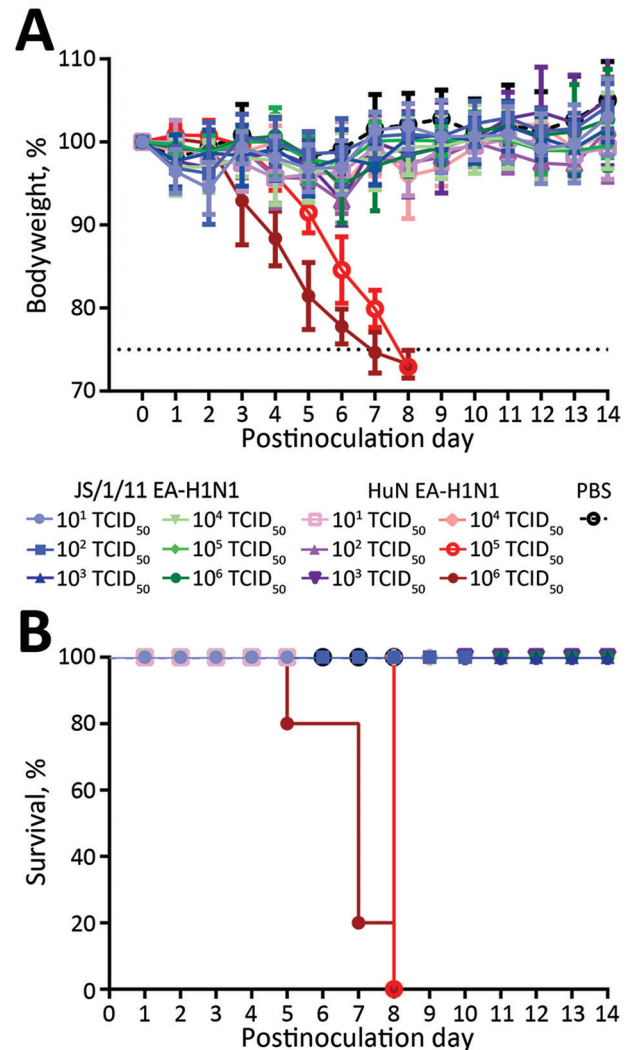 A
110
100
90
80
70
Bodyweight, %
0 1 2 3 4 5 6 7 8 9 10 11 12 13 14
Postinoculation day
JS/1/11 EA-H1N1 HuN EA-H1N1 PBS
10¹ TCID₅₀ 10⁴ TCID₅₀ 10¹ TCID₅₀ 10⁴ TCID₅₀
10² TCID₅₀ 10⁵ TCID₅₀ 10² TCID₅₀ 10⁵ TCID₅₀
10³ TCID₅₀ 10⁶ TCID₅₀ 10³ TCID₅₀ 10⁶ TCID₅₀
B
100
80
60
40
20
0
Survival, %
0 1 2 3 4 5 6 7 8 9 10 11 12 13 14
Postinoculation day